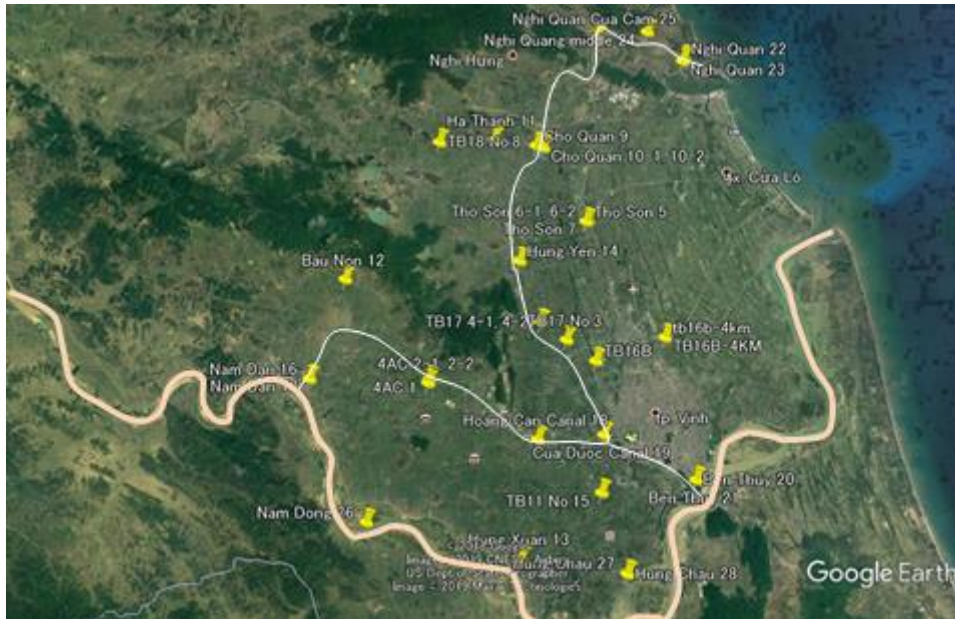 Nghi Quan Cua Cam 25
Nghi Quang middle 24
Nghi Quan 22
Nghi Hung
Nghi Quan 23
Ha Thanh 11
Cho Quan 9
TB18 No 8
Cho Quan 10-1, 10-2
Tx. Cửa Lò
Tho Son 6-1, 6-2
Tho Son 5
Tho Son 7
Hung Yen 14
Bau Non 12
TB17 4-1, 4-2
TB17 No 3
tb16b-4km
TB16B-4KM
TB16B
Nam Dan 16
4AC 2-1, 2-2
4AC 1
Hoang Can Canal 18
tp. Vinh
Cua Duoc Canal 19
Ben Thuy 20
TB11 No 15
Ben Thuy 21
Nam Dong 26
Hung Xuan 13
Hung Chau 27
Hung Chau 28
Google Earth